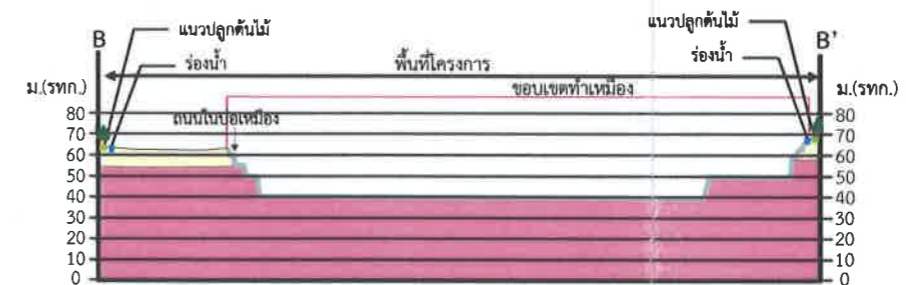 แนวปลูกต้นไม้
แนวปลูกต้นไม้
B
B'
ร่องน้ำ
พื้นที่โครงการ
ร่องน้ำ
ม.(รทก.)
ขอบเขตทำเหมือง
ม.(รทก.)
80
ถนนในบ่อเหมือง
80
70
70
60
60
50
50
40
40
30
30
20
20
10
10
0
0